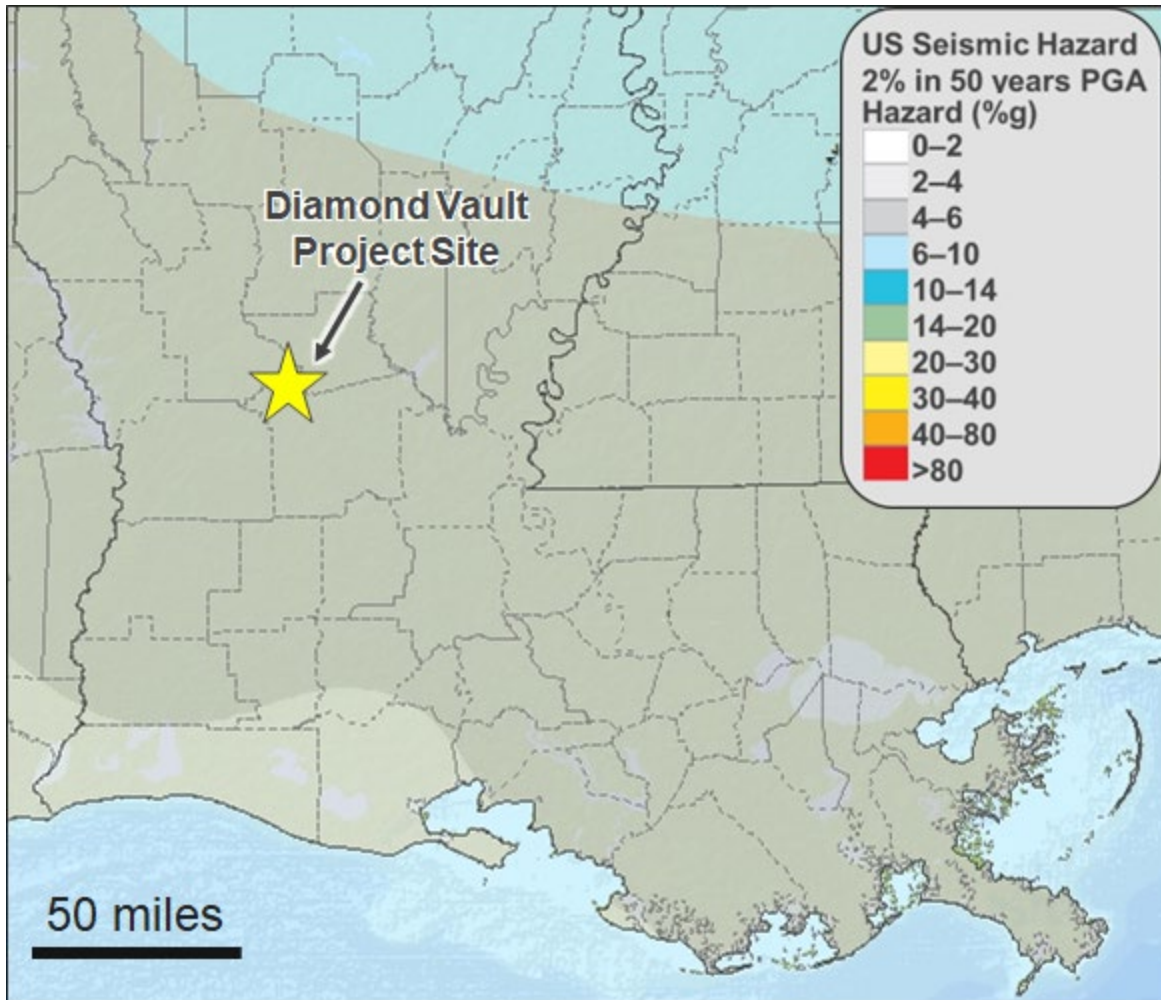 US Seismic Hazard
2% in 50 years PGA
Hazard (%g)
0–2
2–4
4–6
6–10
10–14
14–20
20–30
30–40
40–80
>80
Diamond Vault
Project Site
50 miles